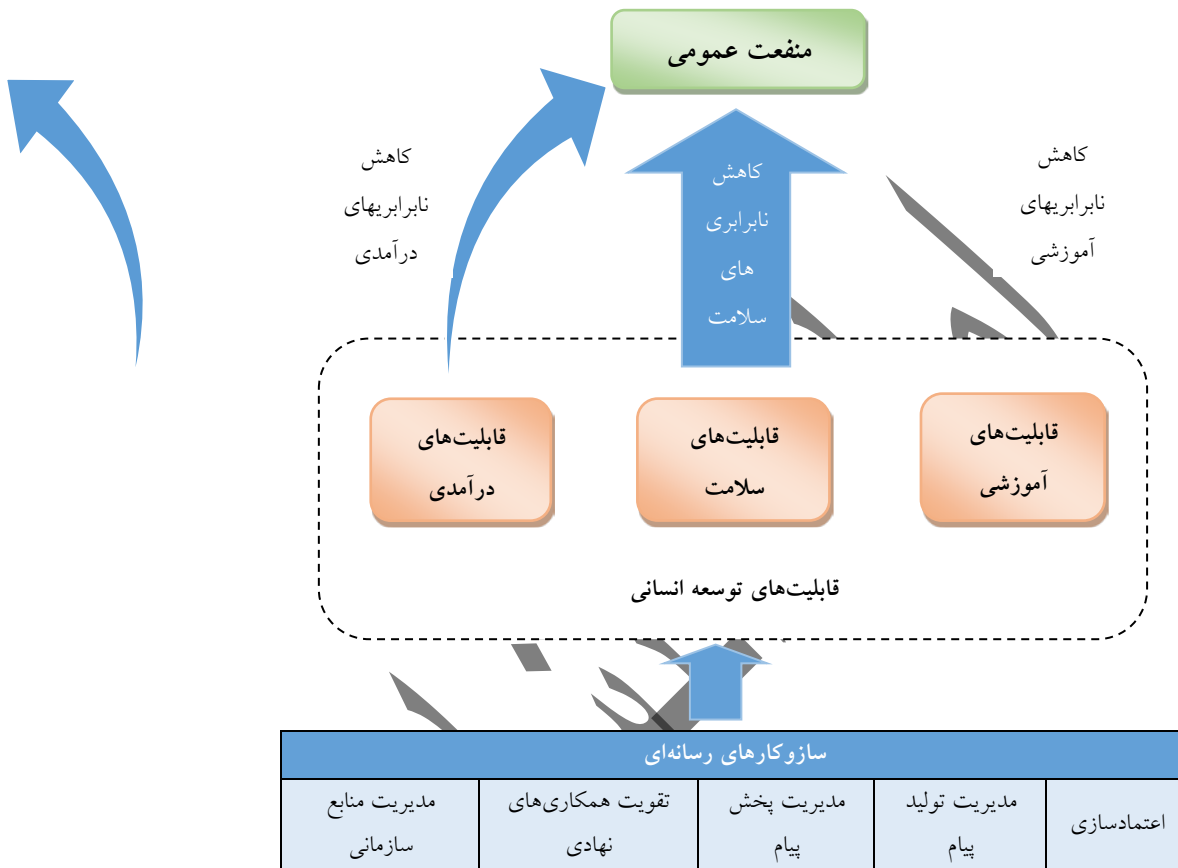 منفعت عمومی
کاهش
نابرابریهای
آموزشی
کاهش
نابرابری
های
سلامت
کاهش
نابرابریهای
درآمدی
قابلیت‌های
آموزشی
قابلیت‌های
سلامت
قابلیت‌های
درآمدی
قابلیت‌های توسعه انسانی
سازوکارهای رسانه‌ای
اعتمادسازی
مدیریت تولید
پیام
مدیریت پخش
پیام
تقویت همکاری‌های
نهادی
مدیریت منابع
سازمانی